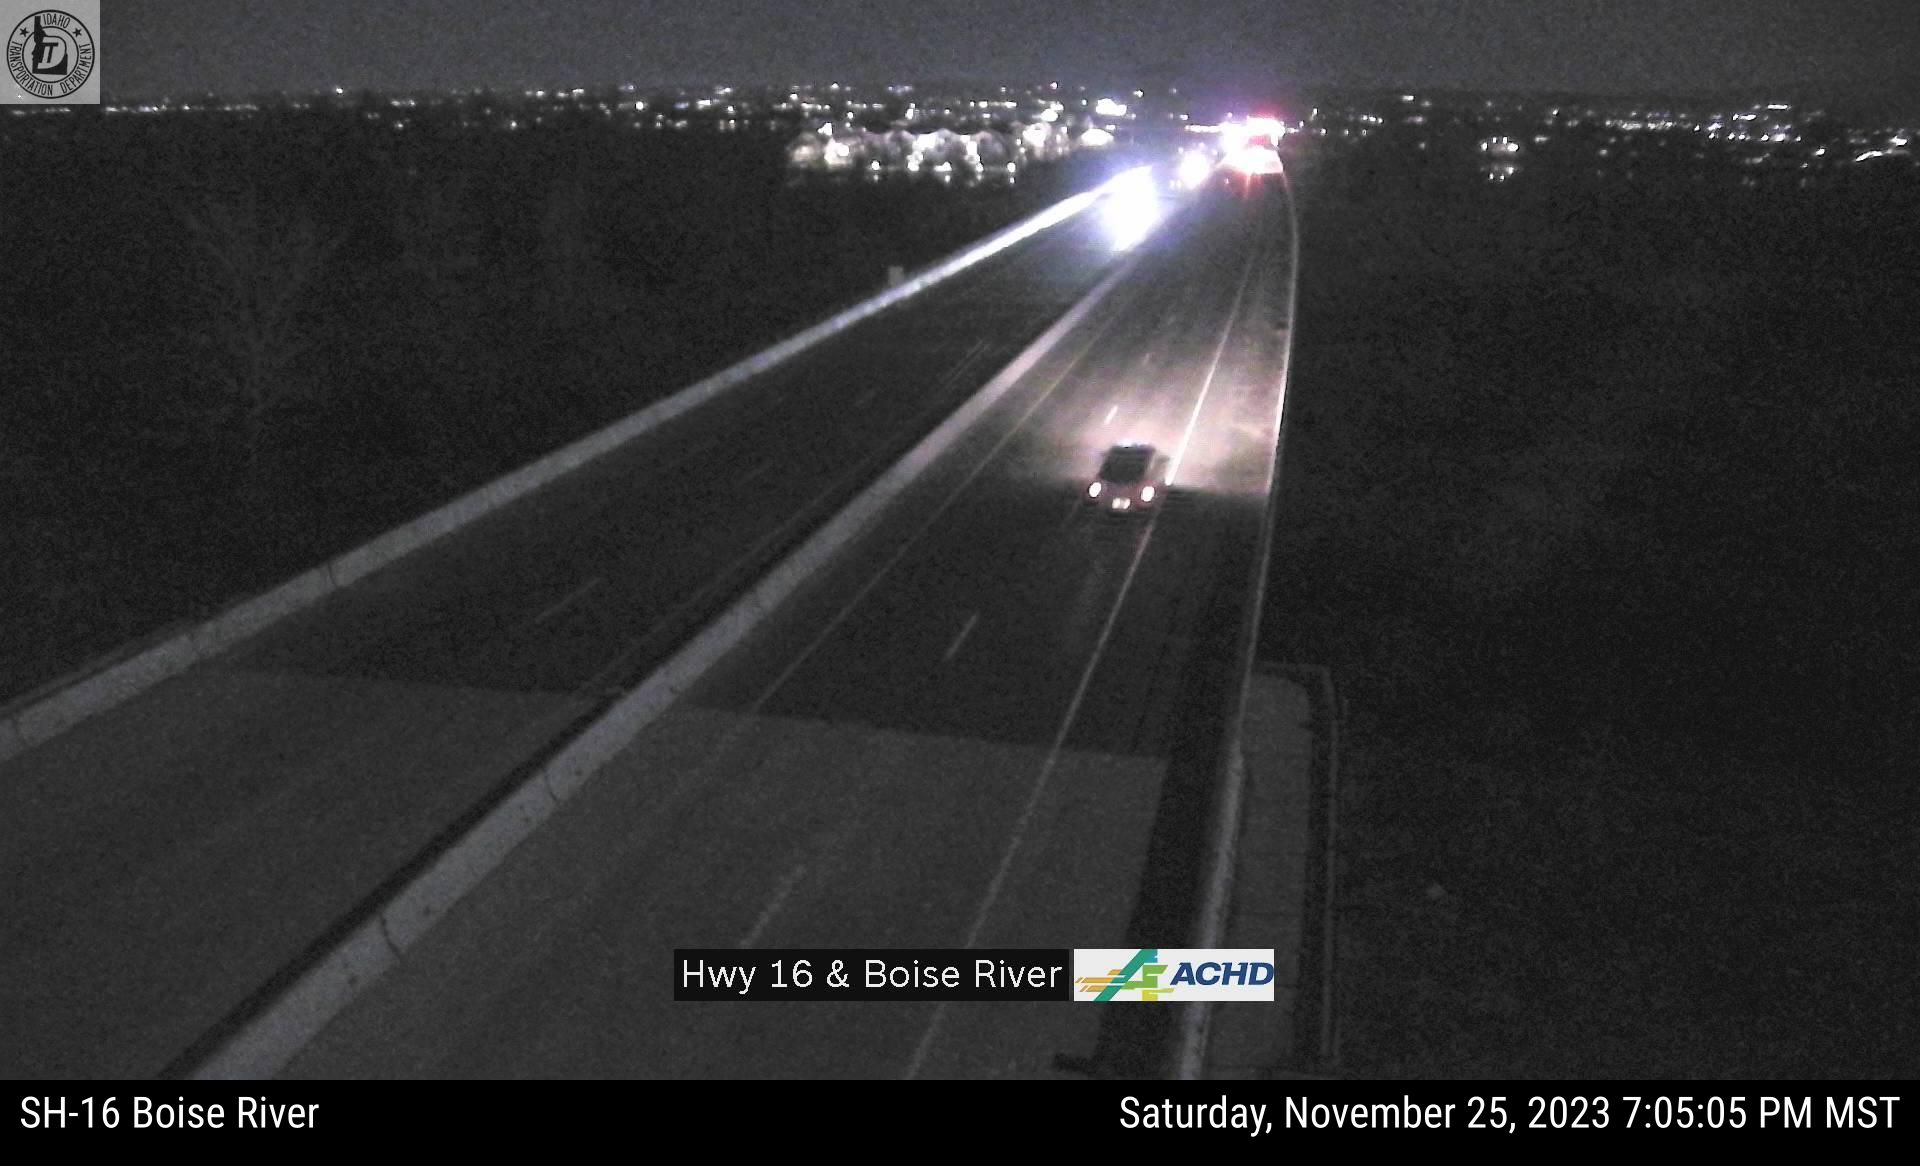 IDAHO
TRANSPORTATION DEPARTMENT
Hwy 16 & Boise River
ACHD
SH-16 Boise River
Saturday, November 25, 2023 7:05:05 PM MST